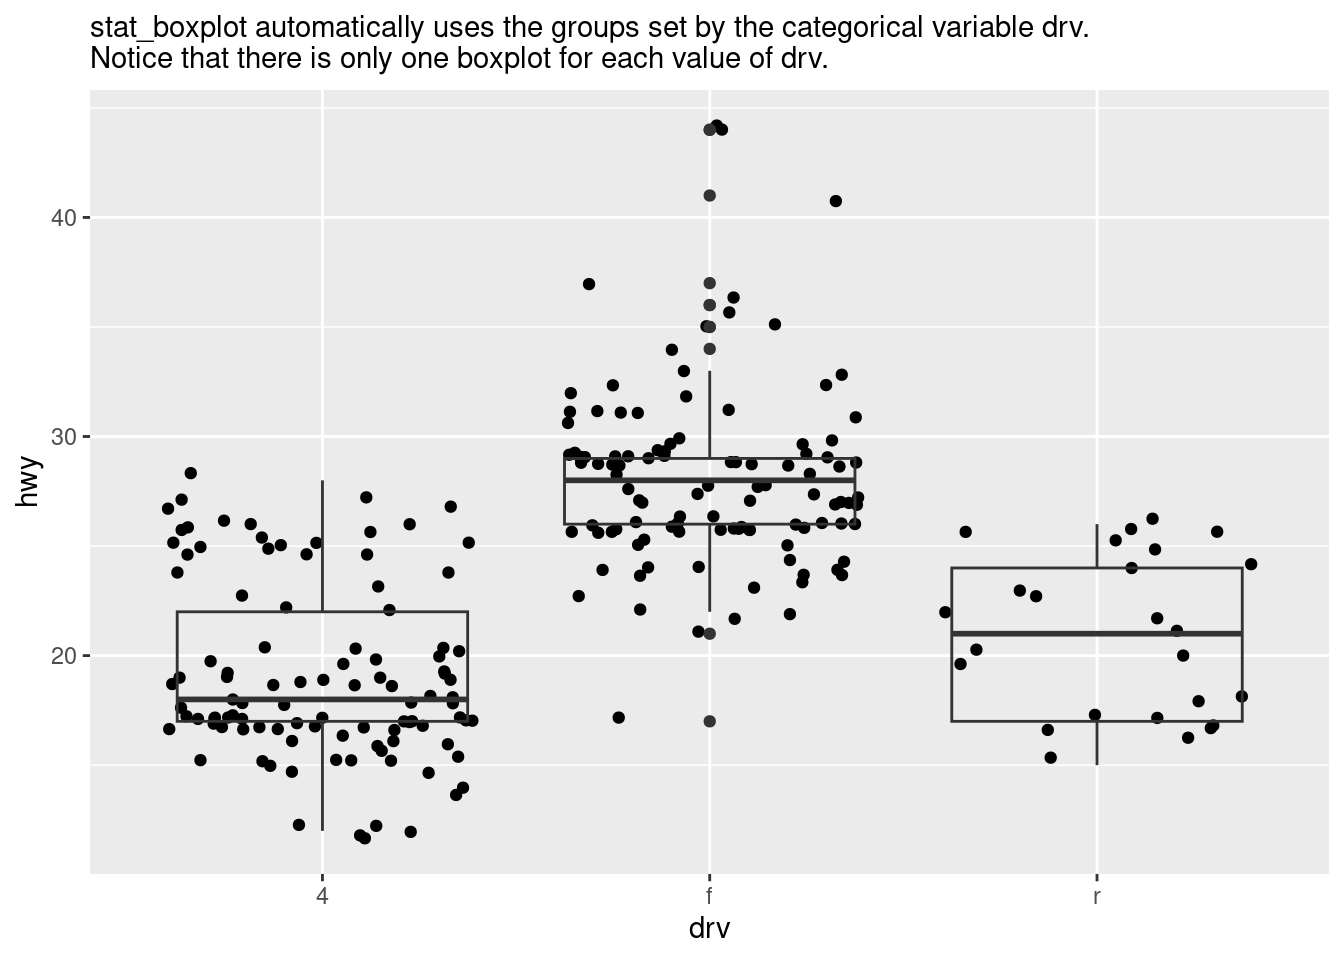 stat_boxplot automatically uses the groups set by the categorical variable drv.
Notice that there is only one boxplot for each value of drv.
40
30
20
hwy
4 f r
drv